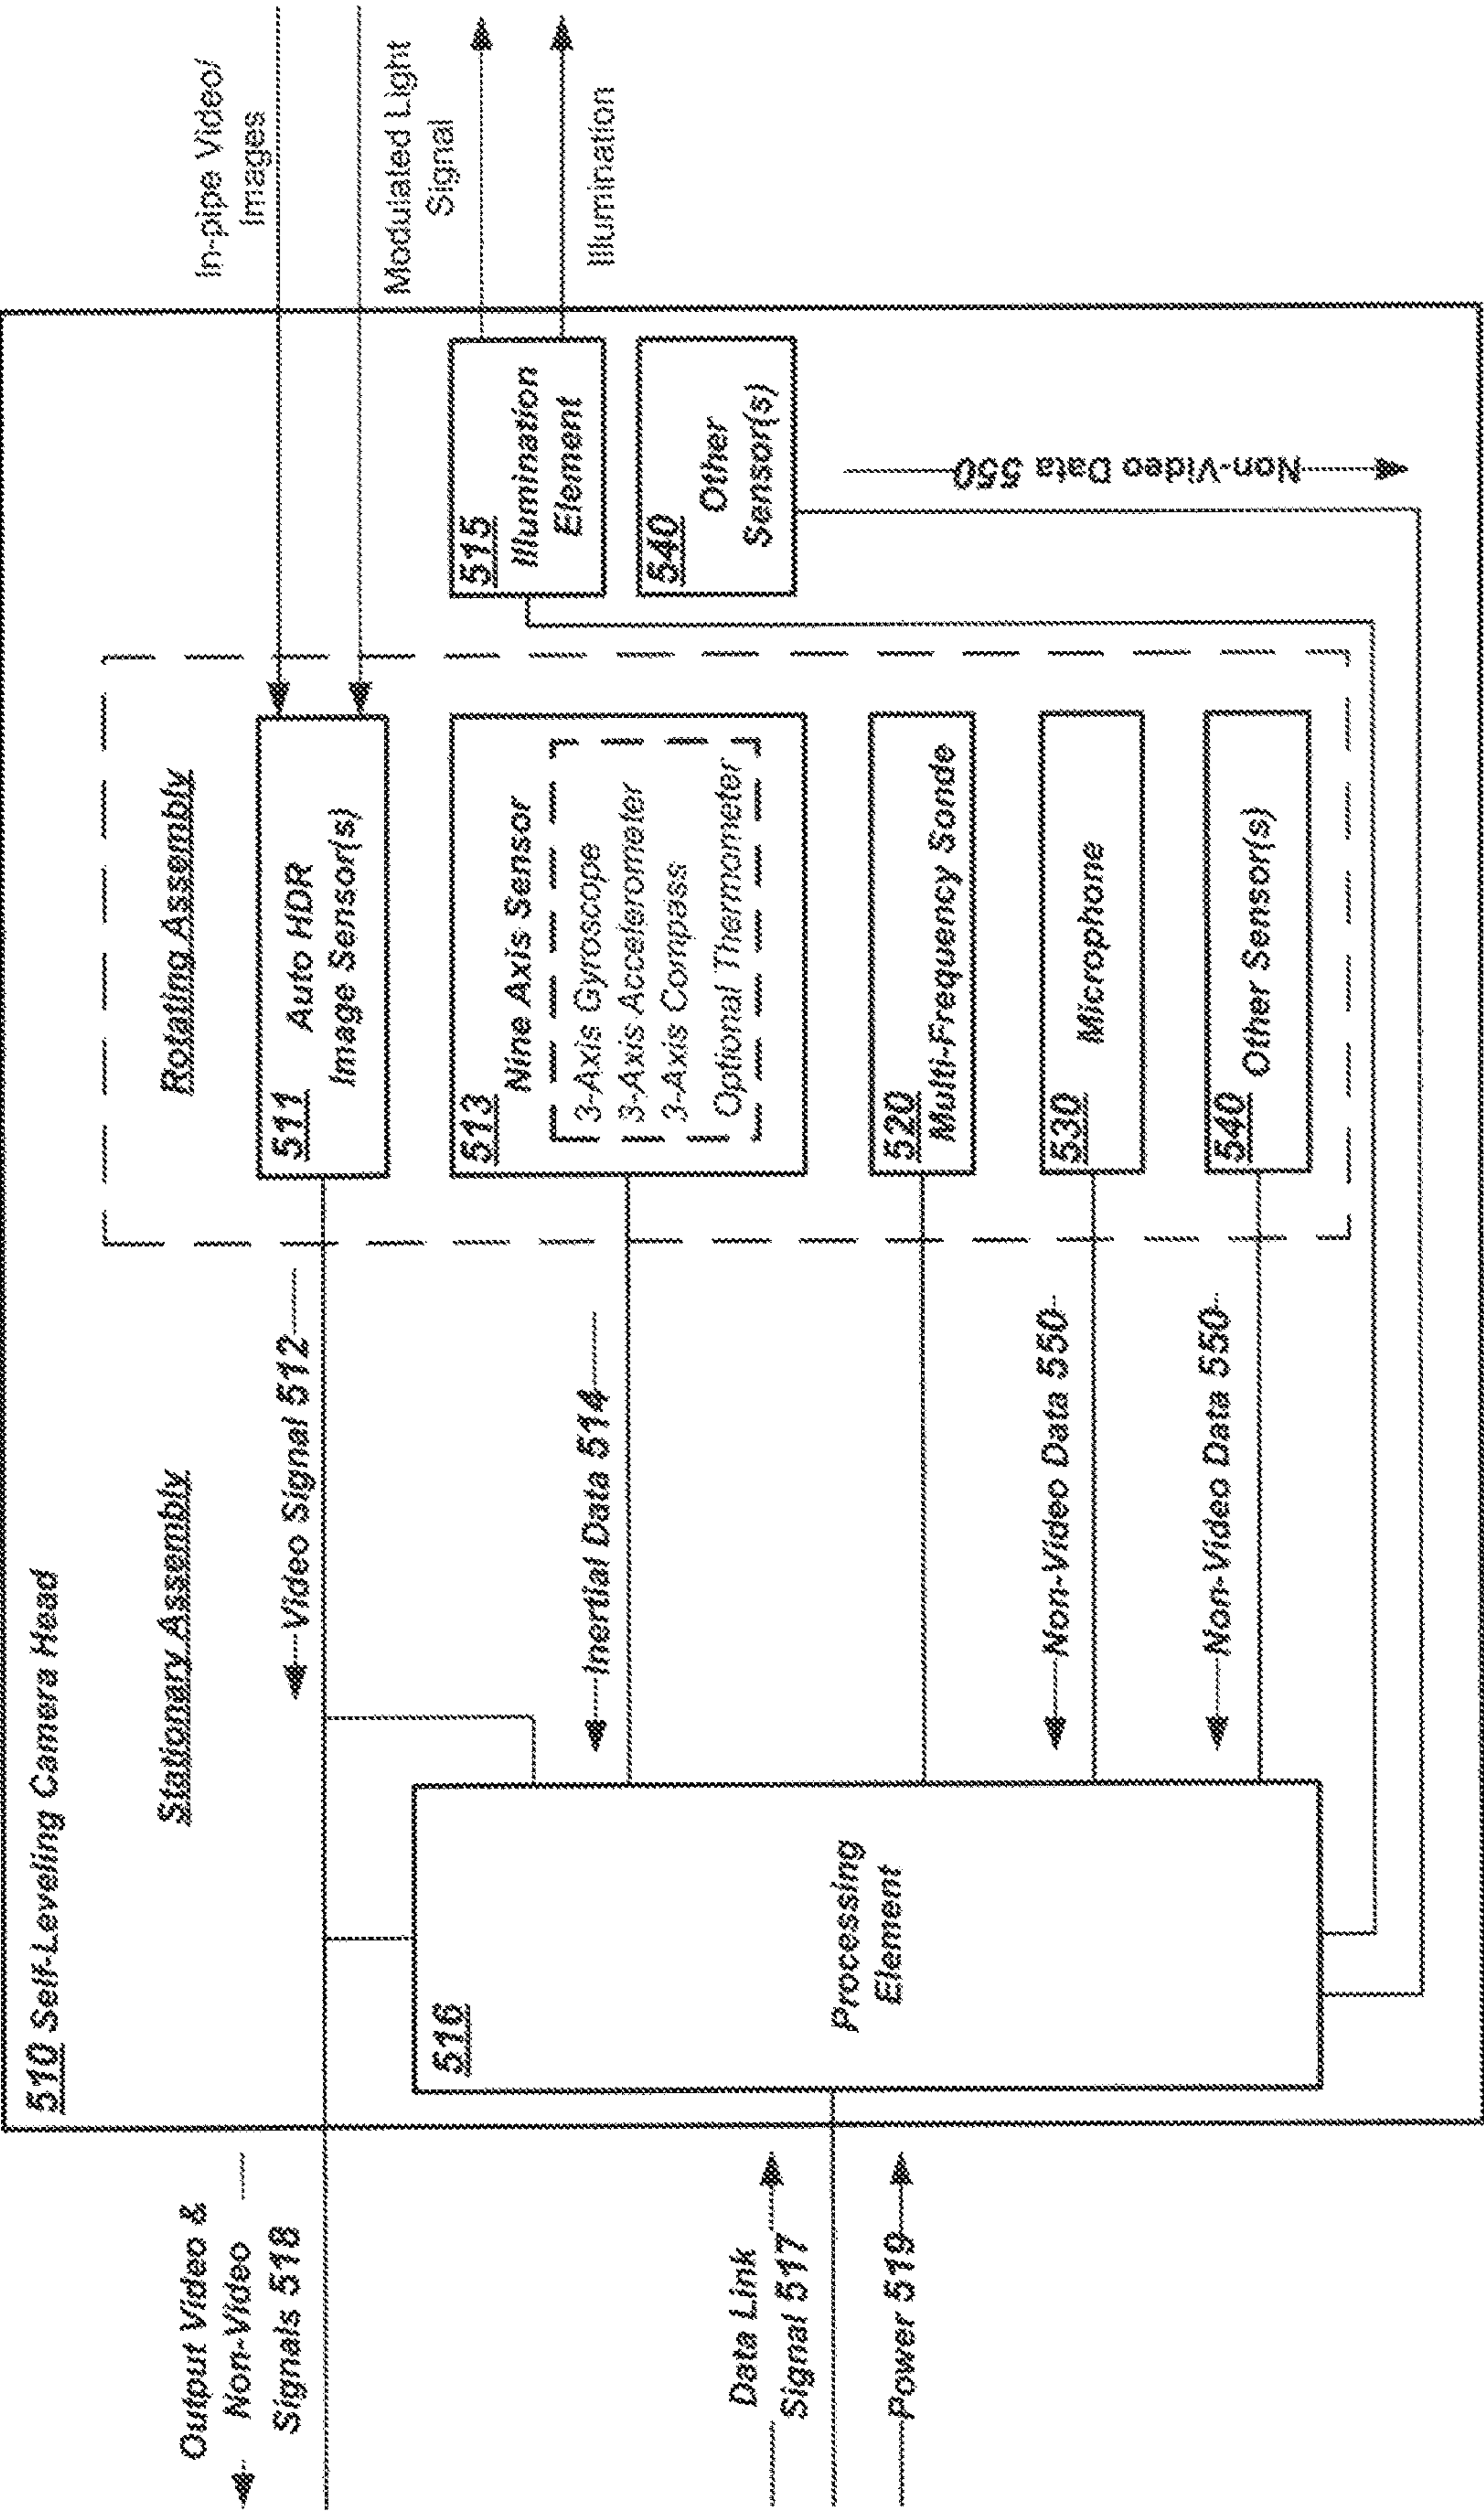 510 Self-Leveling Camera Head
Output Video &
Non-Video
Signals 518
Stationary Assembly
Video Signal 512
Rotating Assembly
511
Auto HDR
Image Sensor(s)
In-pipe Video/
Images
Modulated Light
Signal
Inertial Data 514
513
Nine Axis Sensor
3-Axis Gyroscope
3-Axis Accelerometer
3-Axis Compass
Optional Thermometer
515
Illumination
Element
Illumination
540
Other
Sensor(s)
Non-Video Data 550
516
Processing
Element
Data Link
Signal 517
Power 519
520
Multi-Frequency Sonde
Non-Video Data 550
530
Microphone
Non-Video Data 550
540
Other Sensor(s)